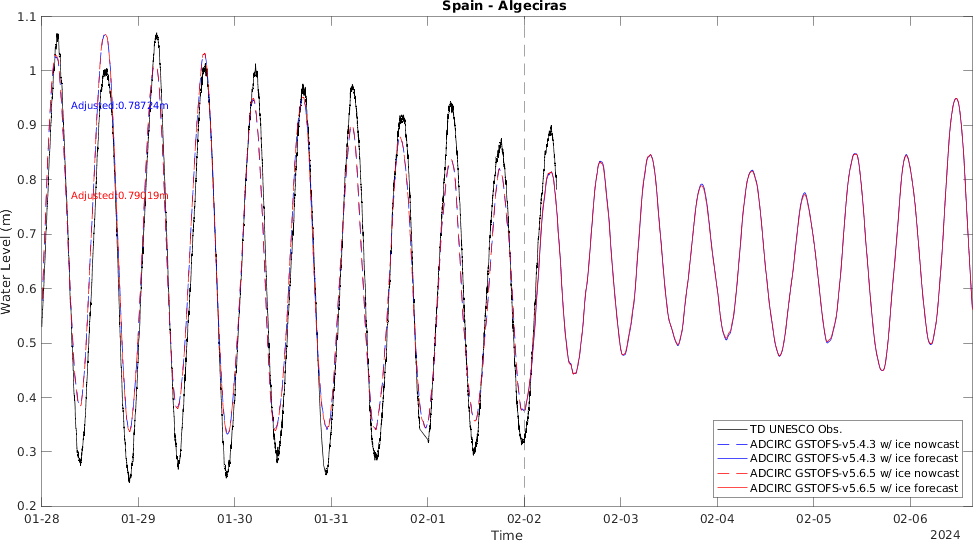 Spain - Algeciras
1.1
1
0.9
0.8
0.7
0.6
0.5
0.4
0.3
0.2
Water Level (m)
Adjusted:0.78724m
Adjusted:0.79019m
TD UNESCO Obs.
ADCIRC GSTOFS-v5.4.3 w/ ice nowcast
ADCIRC GSTOFS-v5.4.3 w/ ice forecast
ADCIRC GSTOFS-v5.6.5 w/ ice nowcast
ADCIRC GSTOFS-v5.6.5 w/ ice forecast
01-28 01-29 01-30 01-31 02-01 02-02 02-03 02-04 02-05 02-06
Time
2024